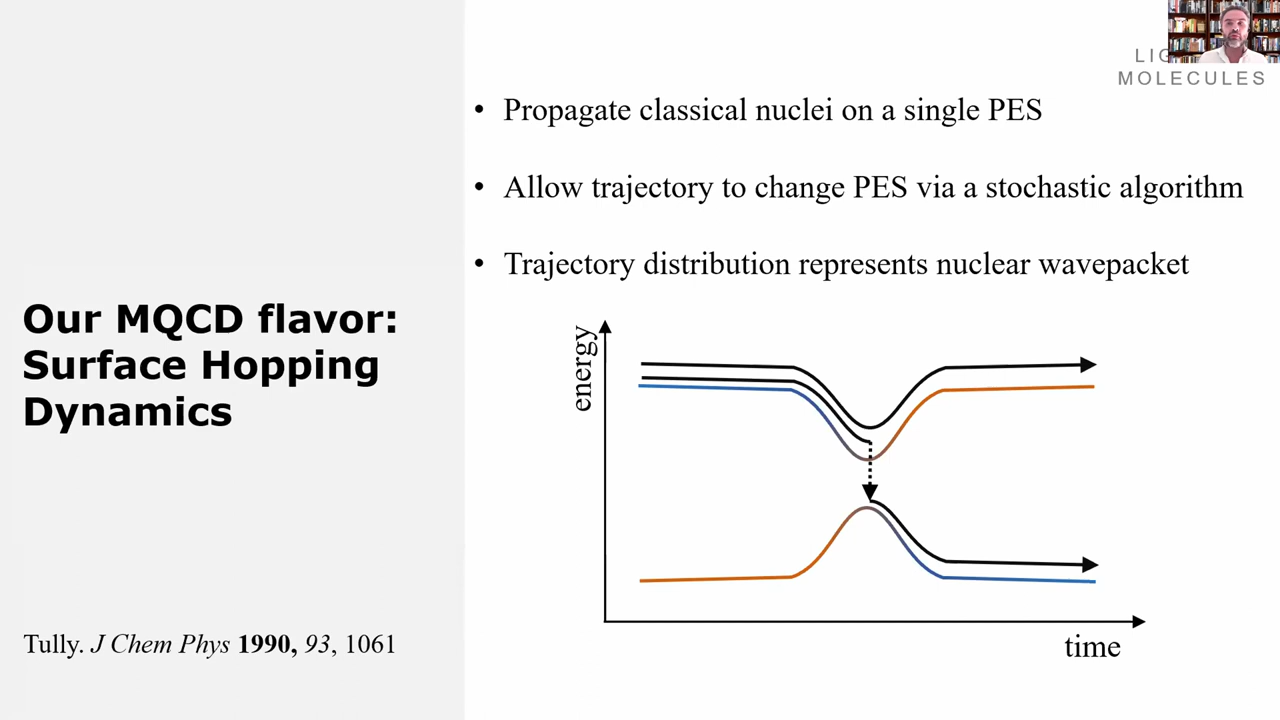 LIG
MOLECULES
• Propagate classical nuclei on a single PES
• Allow trajectory to change PES via a stochastic algorithm
• Trajectory distribution represents nuclear wavepacket
Our MQCD flavor:
Surface Hopping
Dynamics
energy
time
Tully. J Chem Phys 1990, 93, 1061